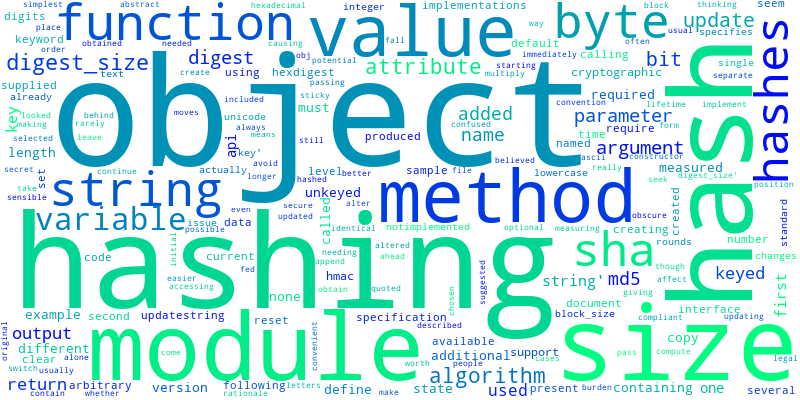 simplest
abstract
hexadecimal
block
thinking
digits
function
integer
implementations
way
byte
update
place
order
obtained
needed
value
fall
often
usual
specifies
seem
keyword
causing
obj
potential
default
calling
immediately
digest_size
digest
attribute
bit
hashes
text
using
hexdigest
starting
cryptographic
single
supplied
create
passing
multiply
separate
already
moves
included
sticky
must
added
required
convention
lifetime
implement
key
looked
making
behind
rarely
leave
unicode
always
means
object
name
parameter
confused
time
require
form
selected
api
produced
named
ascii
argument
length
'key'
still
avoid
longer
level
better
sample
file
believed
constructor
really
measured
digest_size'
secret
take
set
continue
actually
hashed
unkeyed
lowercase
seek
position
sensible
string
even
secure
updated
alter
method
obscure
created
hash
standard
variable
issue
possible
data
identical
called
notimplemented
optional
measuring
creating
number
changes
hashing
initial
code
current
needing
altered
ahead
sha
rounds
though
affect
easier
accessing
fed
append
hmac
obtain
quoted
string'
md5
keyed
giving
none
chosen
suggested
document
interface
first
example
second
updatestring
specification
block_size
compliant
updating
original
output
module
reset
convenient
described
available
size
copy
different
clear
alone
come
additional
support
cases
pass
compute
legal
switch
usually
worth
people
algorithm
return
arbitrary
version
following
letters
define
state
used
present
burden
containing
one
several
contain
whether
rationale
make